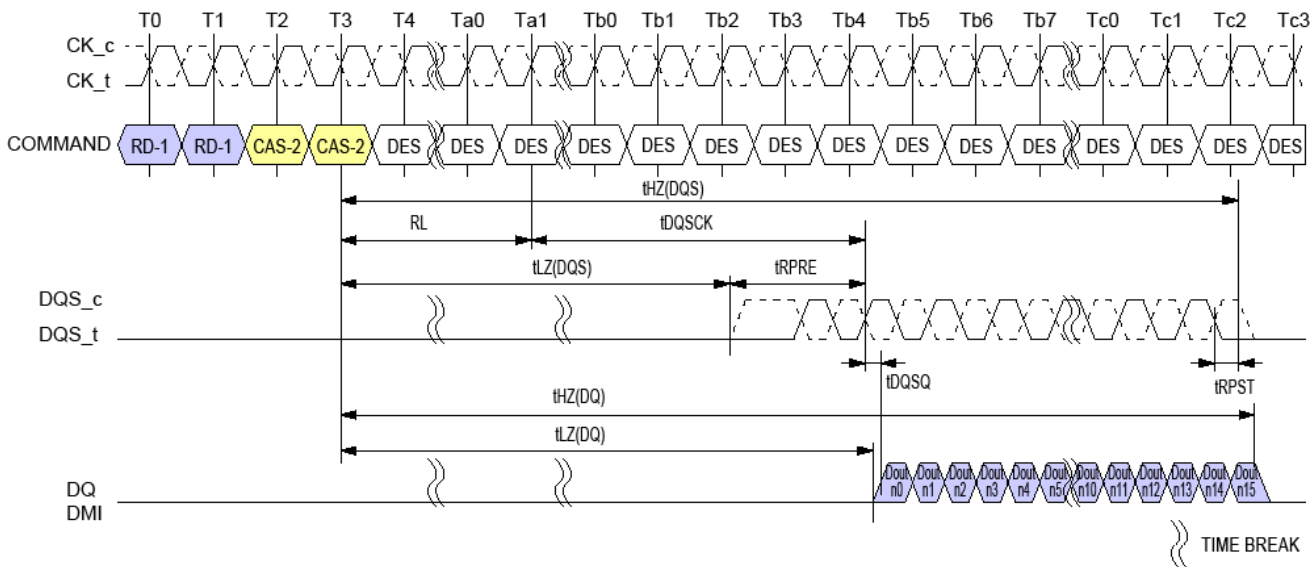 T0 T1 T2 T3 T4 Ta0 Ta1 Tb0 Tb1 Tb2 Tb3 Tb4 Tb5 Tb6 Tb7 Tc0 Tc1 Tc2 Tc3
CK_c
CK_t
COMMAND RD-1 RD-1 CAS-2 CAS-2 DES DES DES DES DES DES DES DES DES DES DES DES DES DES DES
tHZ(DQS)
RL tDQSCK
tLZ(DQS) tRPRE
DQS_c
DQS_t
tDQSQ tRPST
tHZ(DQ)
tLZ(DQ)
Dout Dout Dout Dout Dout Dout Dout Dout Dout Dout Dout Dout
n0 n1 n2 n3 n4 n5 n10 n11 n12 n13 n14 n15
DQ
DMI
TIME BREAK